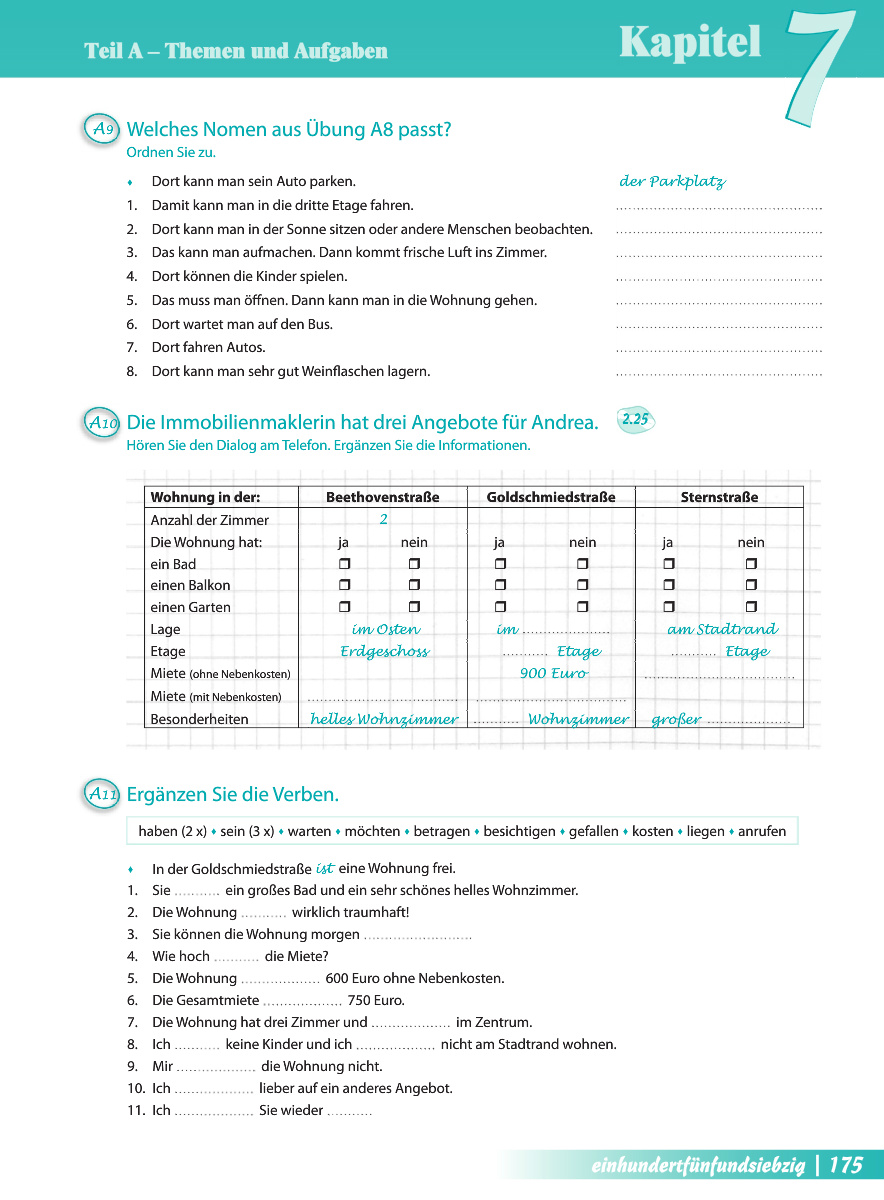 Teil A – Themen und Aufgaben
Kapitel 7
A9 Welches Nomen aus Übung A8 passt?
Ordnen Sie zu.
♦ Dort kann man sein Auto parken. der Parkplatz
1. Damit kann man in die dritte Etage fahren. ................................................
2. Dort kann man in der Sonne sitzen oder andere Menschen beobachten. ................................................
3. Das kann man aufmachen. Dann kommt frische Luft ins Zimmer. ................................................
4. Dort können die Kinder spielen. ................................................
5. Das muss man öffnen. Dann kann man in die Wohnung gehen. ................................................
6. Dort wartet man auf den Bus. ................................................
7. Dort fahren Autos. ................................................
8. Dort kann man sehr gut Weinflaschen lagern. ................................................
A10 Die Immobilienmaklerin hat drei Angebote für Andrea. 2.25
Hören Sie den Dialog am Telefon. Ergänzen Sie die Informationen.
Wohnung in der: Beethovenstraße Goldschmiedstraße Sternstraße
Anzahl der Zimmer 2
Die Wohnung hat: ja nein ja nein ja nein
ein Bad ❒ ❒ ❒ ❒ ❒ ❒
einen Balkon ❒ ❒ ❒ ❒ ❒ ❒
einen Garten ❒ ❒ ❒ ❒ ❒ ❒
Lage im Osten im ..................... am Stadtrand
Etage Erdgeschoss ........... Etage ........... Etage
Miete (ohne Nebenkosten) 900 Euro ....................................
Miete (mit Nebenkosten) .................................... ....................................
Besonderheiten helles Wohnzimmer ........... Wohnzimmer großer ....................
A11 Ergänzen Sie die Verben.
haben (2 x) ♦ sein (3 x) ♦ warten ♦ möchten ♦ betragen ♦ besichtigen ♦ gefallen ♦ kosten ♦ liegen ♦ anrufen
♦ In der Goldschmiedstraße ist eine Wohnung frei.
1. Sie ........... ein großes Bad und ein sehr schönes helles Wohnzimmer.
2. Die Wohnung ........... wirklich traumhaft!
3. Sie können die Wohnung morgen ..........................
4. Wie hoch ........... die Miete?
5. Die Wohnung ................... 600 Euro ohne Nebenkosten.
6. Die Gesamtmiete ................... 750 Euro.
7. Die Wohnung hat drei Zimmer und ................... im Zentrum.
8. Ich ........... keine Kinder und ich ................... nicht am Stadtrand wohnen.
9. Mir ................... die Wohnung nicht.
10. Ich ................... lieber auf ein anderes Angebot.
11. Ich ................... Sie wieder ...........
einhundertfünfundsiebzig | 175